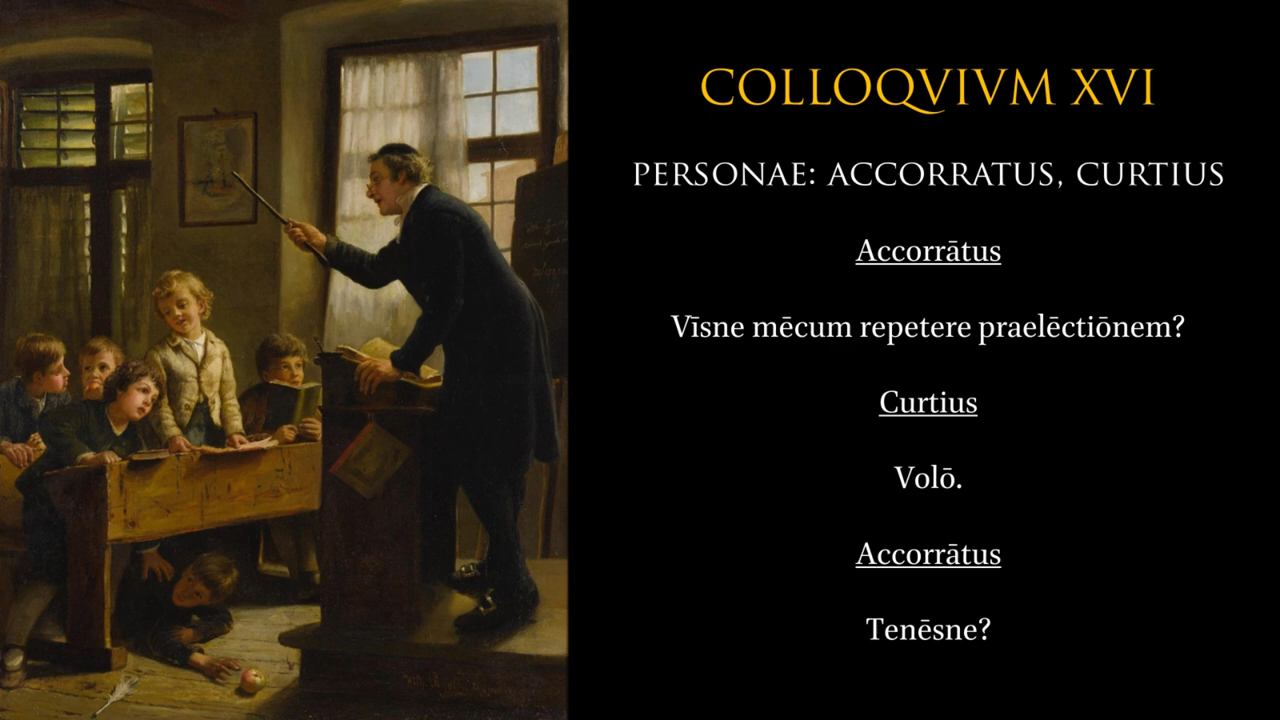 COLLOQVIVM XVI
PERSONAE: ACCORRATUS, CURTIUS
Accorrātus
Vīsne mēcum repetere praelēctiōnem?
Curtius
Volō.
Accorrātus
Tenēsne?